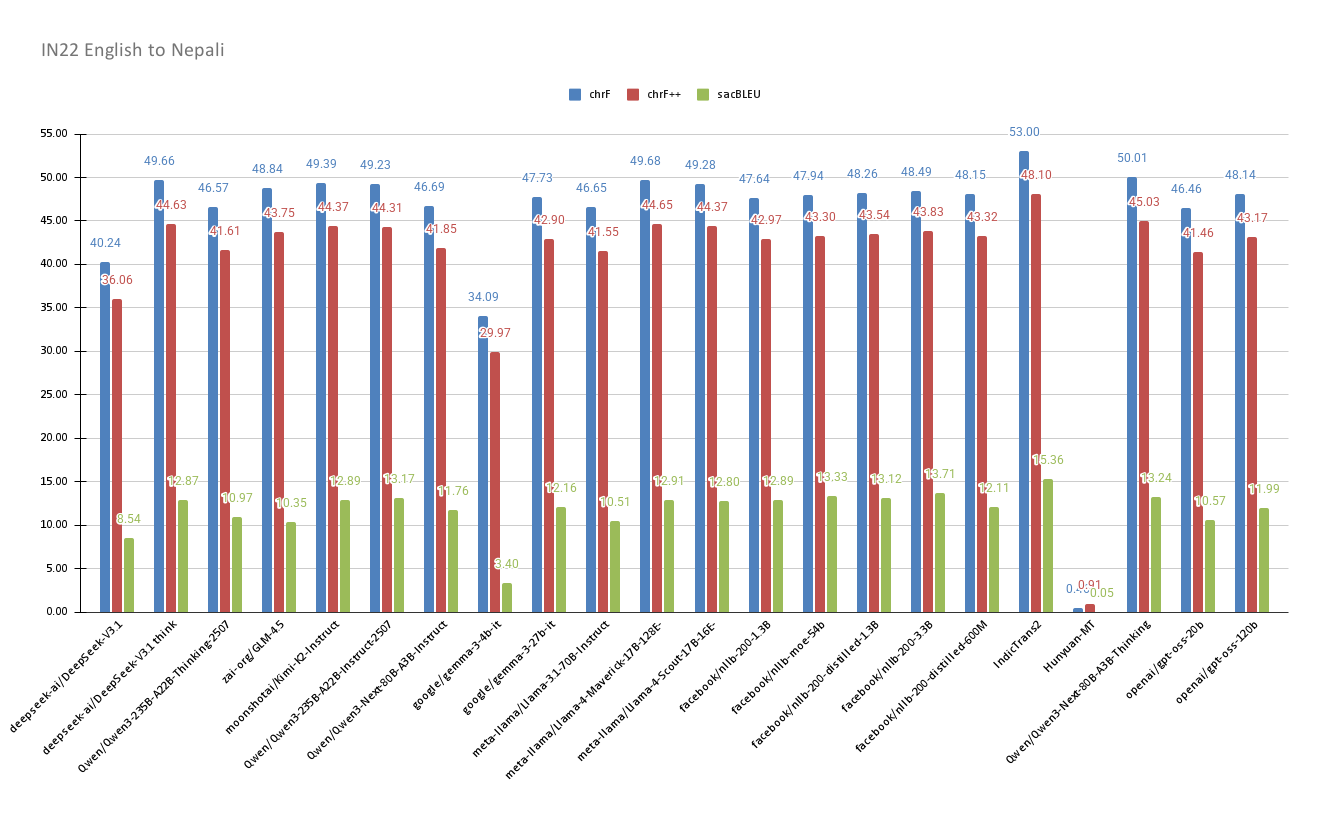 IN22 English to Nepali
chrF chrF++ sacBLEU
55.00
50.00
45.00
40.00
35.00
30.00
25.00
20.00
15.00
10.00
5.00
0.00
40.24 36.06 8.54
49.66 44.63 12.87
46.57 41.61 10.97
48.84 43.75 10.35
49.39 44.37 12.89
49.23 44.31 13.17
46.69 41.85 11.76
34.09 29.97 3.40
47.73 42.90 12.16
46.65 41.55 10.51
49.68 44.65 12.91
49.28 44.37 12.80
47.64 42.97 12.89
47.94 43.30 13.33
48.26 43.54 13.12
48.49 43.83 13.71
48.15 43.32 12.11
53.00 48.10 15.36
0.91 0.05
50.01 45.03 13.24
46.46 41.46 10.57
48.14 43.17 11.99
deepseek-ai/DeepSeek-V3.1
deepseek-ai/DeepSeek-V3.1 think
Qwen/Qwen3-235B-A22B-Thinking-2507
zai-org/GLM-4.5
moonshotai/Kimi-K2-Instruct
Qwen/Qwen3-235B-A22B-Instruct-2507
Qwen/Qwen3-Next-80B-A3B-Instruct
google/gemma-3-4b-it
google/gemma-3-27b-it
meta-llama/Llama-3.1-70B-Instruct
meta-llama/Llama-4-Maverick-17B-128E-
meta-llama/Llama-4-Scout-17B-16E-
facebook/nllb-200-1.3B
facebook/nllb-moe-54b
facebook/nllb-200-distilled-1.3B
facebook/nllb-200-3.3B
facebook/nllb-200-distilled-600M
IndicTrans2
Hunyuan-MT
Qwen/Qwen3-Next-80B-A3B-Thinking
openai/gpt-oss-20b
openai/gpt-oss-120b